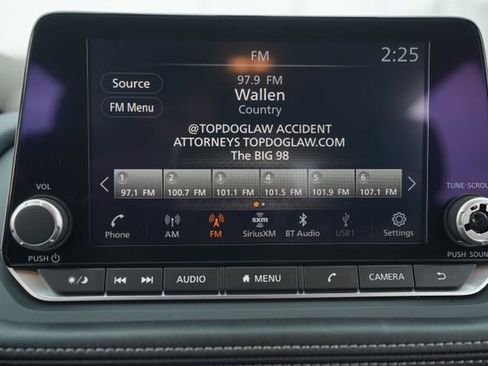 FM
2:25
Source
97.9 FM
FM Menu
Wallen
Country
@TOPDOGLAW ACCIDENT
ATTORNEYS TOPDOGLAW.COM
The BIG 98
1 2 3 4 5 6
97.1 FM 100.7 FM 101.1 FM 101.5 FM 101.9 FM 107.1 FM
VOL
TUNE-SCROLL
sxm
Phone AM FM SiriusXM BT Audio USB1 Settings
PUSH
PUSH SOUN
AUDIO MENU CAMERA